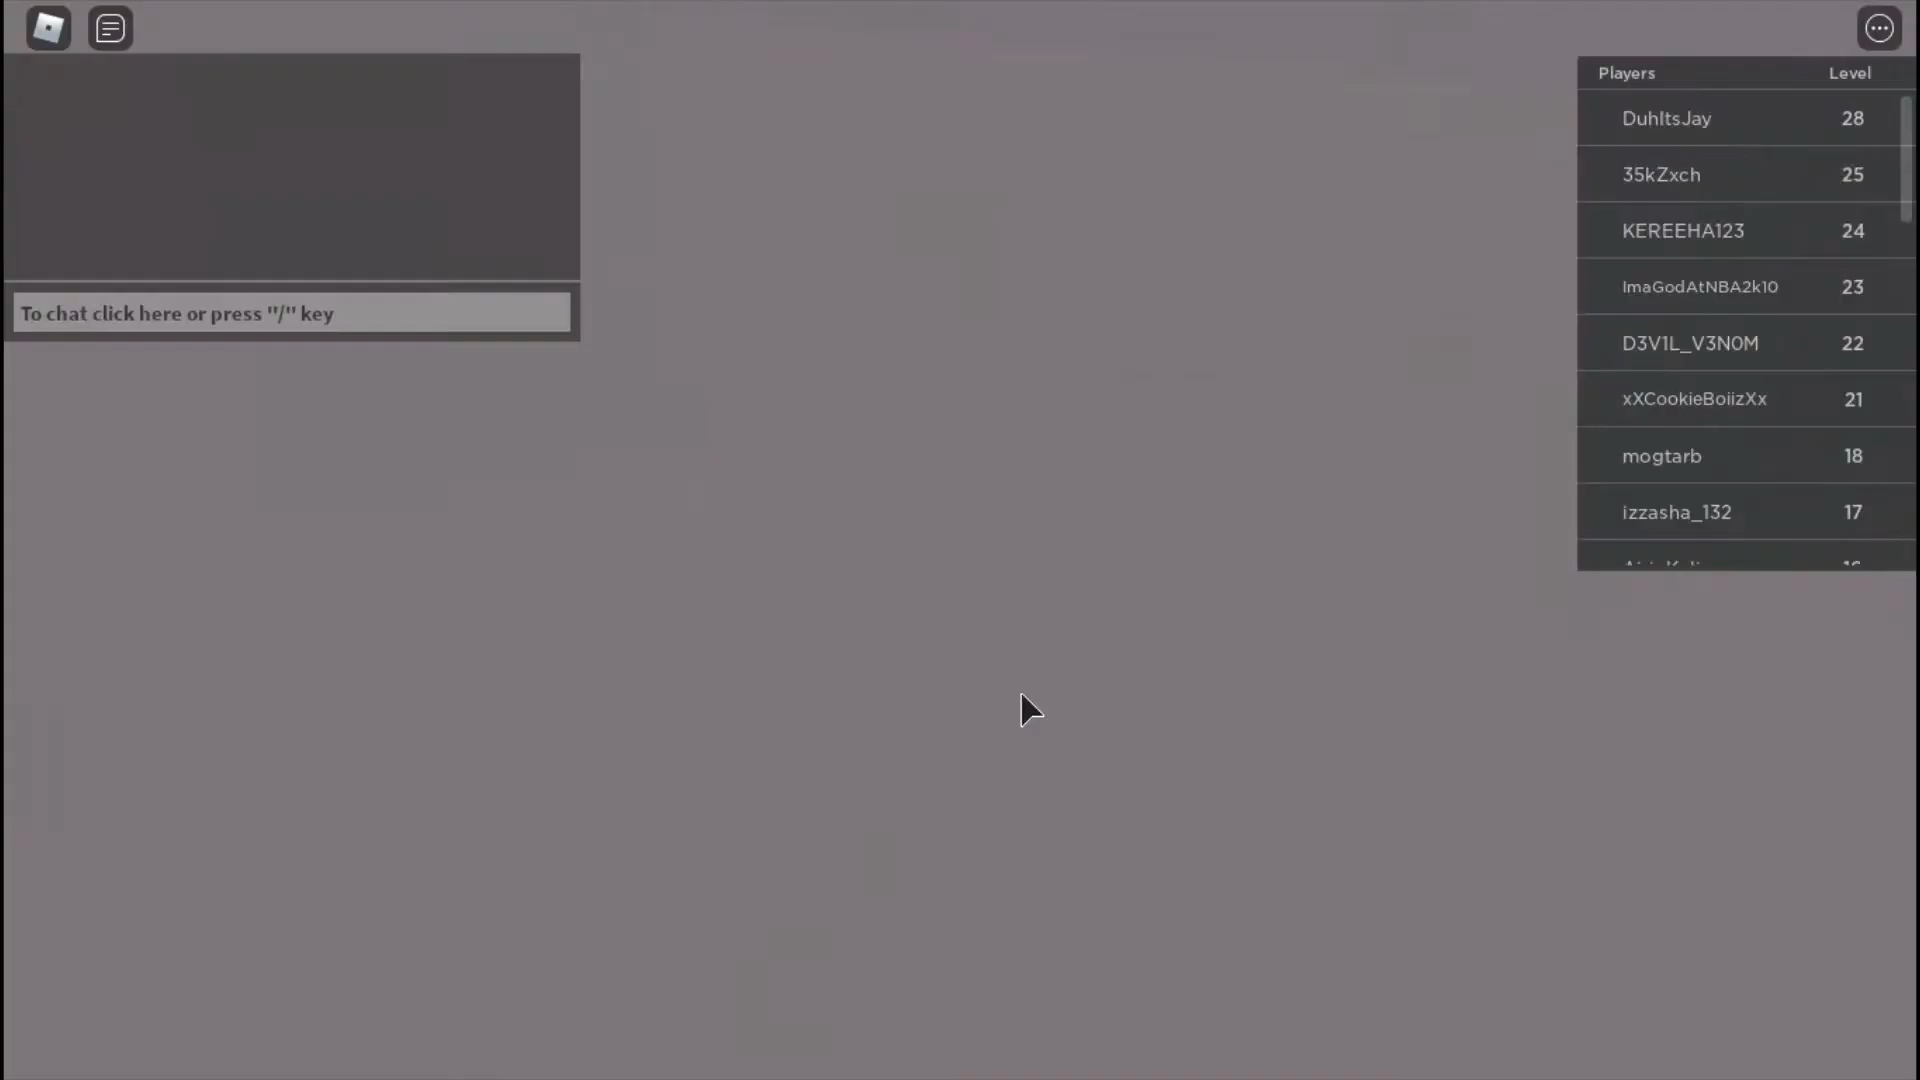 Players Level
DuhItsJay 28
35kZxch 25
KEREEHA123 24
ImaGodAtNBA2k10 23
To chat click here or press "/" key
D3V1L_V3N0M 22
xXCookieBoiizXx 21
mogtarb 18
izzasha_132 17